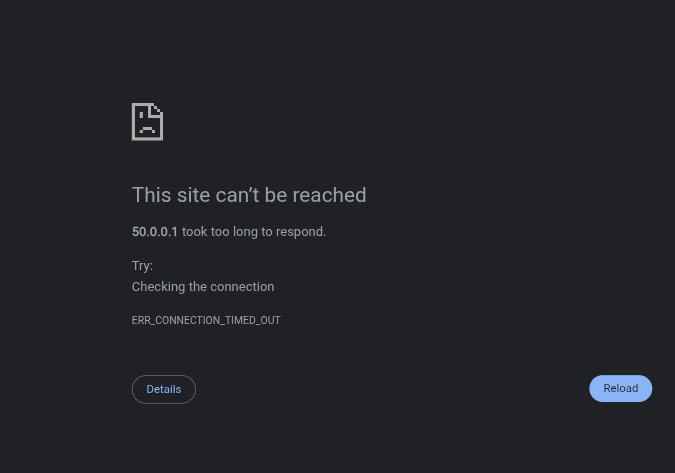 This site can’t be reached
50.0.0.1 took too long to respond.
Try:
Checking the connection
ERR_CONNECTION_TIMED_OUT
Details
Reload